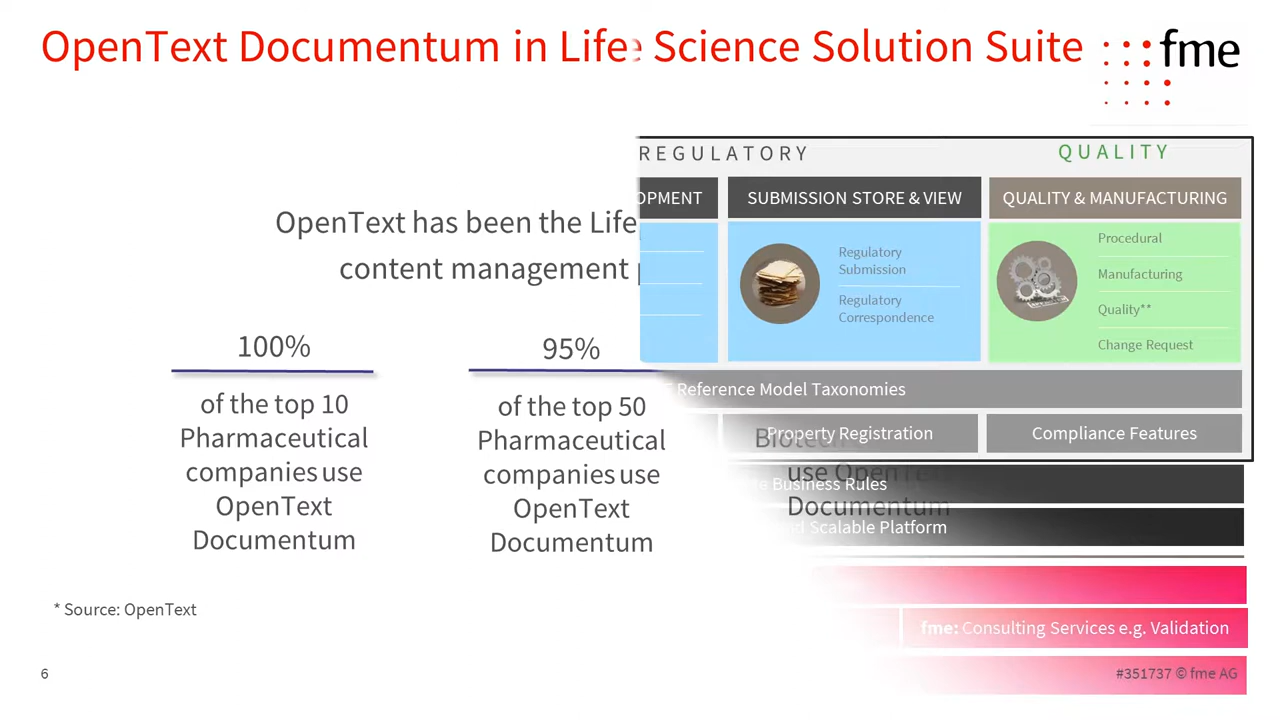 OpenText Documentum in Life Science Solution Suite
fme
REGULATORY
QUALITY
SUBMISSION STORE & VIEW
QUALITY & MANUFACTURING
OpenText has been the Life
content management
Regulatory
Submission
Regulatory
Correspondence
Procedural
Manufacturing
Quality**
Change Request
100%
of the top 10
Pharmaceutical
companies use
OpenText
Documentum
95%
of the top 50
Pharmaceutical
companies use
OpenText
Documentum
Reference Model Taxonomies
Property Registration
Compliance Features
use OpenText
Business Rules
Documentum
Scalable Platform
* Source: OpenText
fme: Consulting Services e.g. Validation
6
#351737 © fme AG